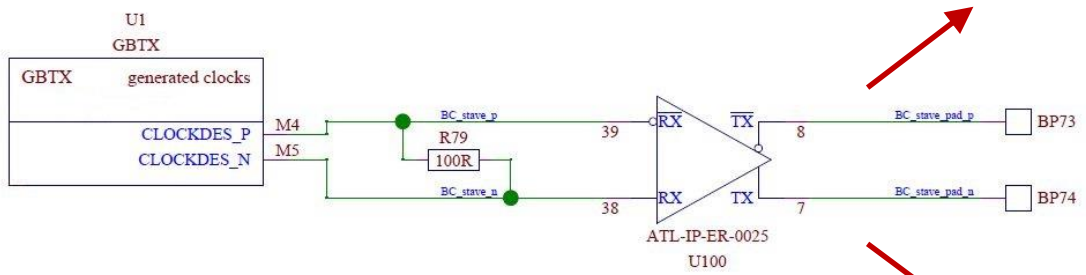 U1
GBTX
GBTX generated clocks
CLOCKDES_P M4
CLOCKDES_N M5
BC_stave_p
R79
100R
BC_stave_n
39 RX TX 8
38 RX TX 7
ATL-IP-ER-0025
U100
BC_stave_pad_p BP73
BC_stave_pad_n BP74